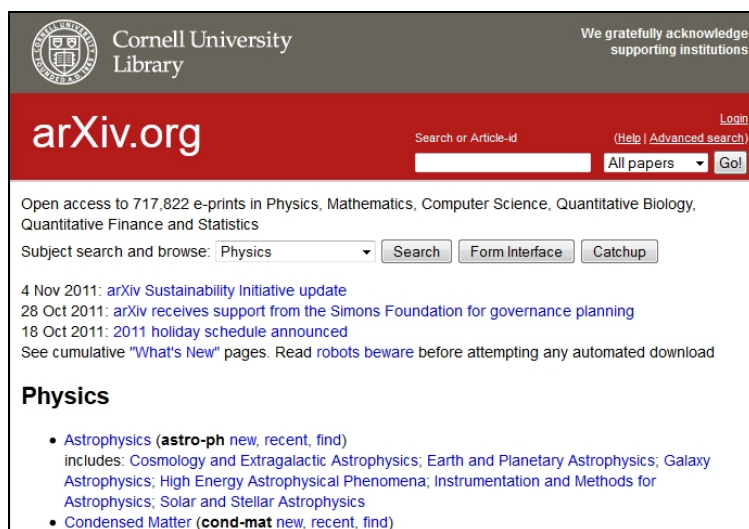 Cornell University
Library
We gratefully acknowledge
supporting institutions
arXiv.org
Login
Search or Article-id
(Help | Advanced search)
All papers
Go!
Open access to 717,822 e-prints in Physics, Mathematics, Computer Science, Quantitative Biology,
Quantitative Finance and Statistics
Subject search and browse: Physics Search Form Interface Catchup
4 Nov 2011: arXiv Sustainability Initiative update
28 Oct 2011: arXiv receives support from the Simons Foundation for governance planning
18 Oct 2011: 2011 holiday schedule announced
See cumulative "What's New" pages. Read robots beware before attempting any automated download
Physics
• Astrophysics (astro-ph new, recent, find)
includes: Cosmology and Extragalactic Astrophysics; Earth and Planetary Astrophysics; Galaxy
Astrophysics; High Energy Astrophysical Phenomena; Instrumentation and Methods for
Astrophysics; Solar and Stellar Astrophysics
• Condensed Matter (cond-mat new, recent, find)